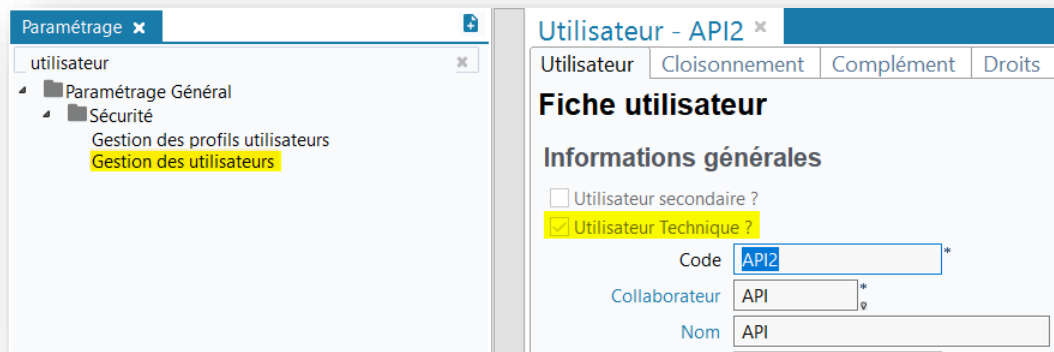 Paramétrage
utilisateur
Paramétrage Général
Sécurité
Gestion des profils utilisateurs
Gestion des utilisateurs
Utilisateur - API2
Utilisateur Cloisonnement Complément Droits
Fiche utilisateur
Informations générales
Utilisateur secondaire ?
Utilisateur Technique ?
Code API2 *
Collaborateur API *
Nom API